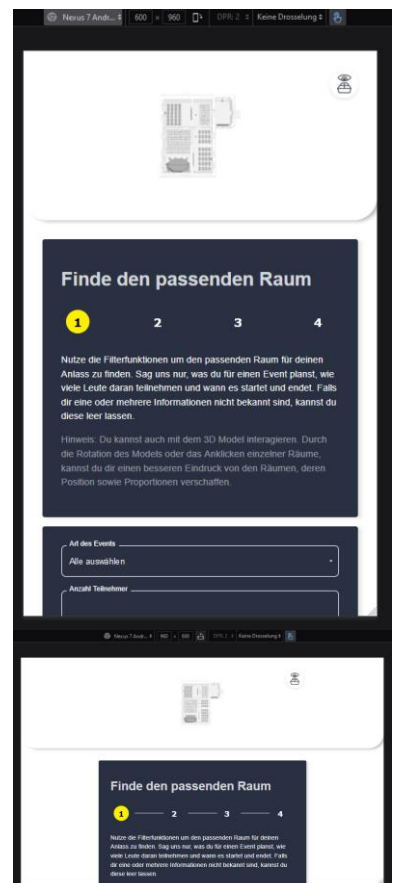 Nexus 7 Andr... 600 × 960 DPR: 2 Keine Drosselung
Finde den passenden Raum
1 2 3 4
Nutze die Filterfunktionen um den passenden Raum für deinen
Anlass zu finden. Sag uns nur, was du für einen Event planst, wie
viele Leute daran teilnehmen und wann es startet und endet. Falls
dir eine oder mehrere Informationen nicht bekannt sind, kannst du
diese leer lassen.
Hinweis: Du kannst auch mit dem 3D Model interagieren. Durch
die Rotation des Models oder das Anklicken einzelner Räume,
kannst du dir einen besseren Eindruck von den Räumen, deren
Position sowie Proportionen verschaffen.
Art des Events
Alle auswählen
Anzahl Teilnehmer
Nexus 7 Andr... 960 × 600 DPR: 2 Keine Drosselung
Finde den passenden Raum
1 2 3 4
Nutze die Filterfunktionen um den passenden Raum für deinen
Anlass zu finden. Sag uns nur, was du für einen Event planst, wie
viele Leute daran teilnehmen und wann es startet und endet. Falls
dir eine oder mehrere Informationen nicht bekannt sind, kannst du
diese leer lassen.